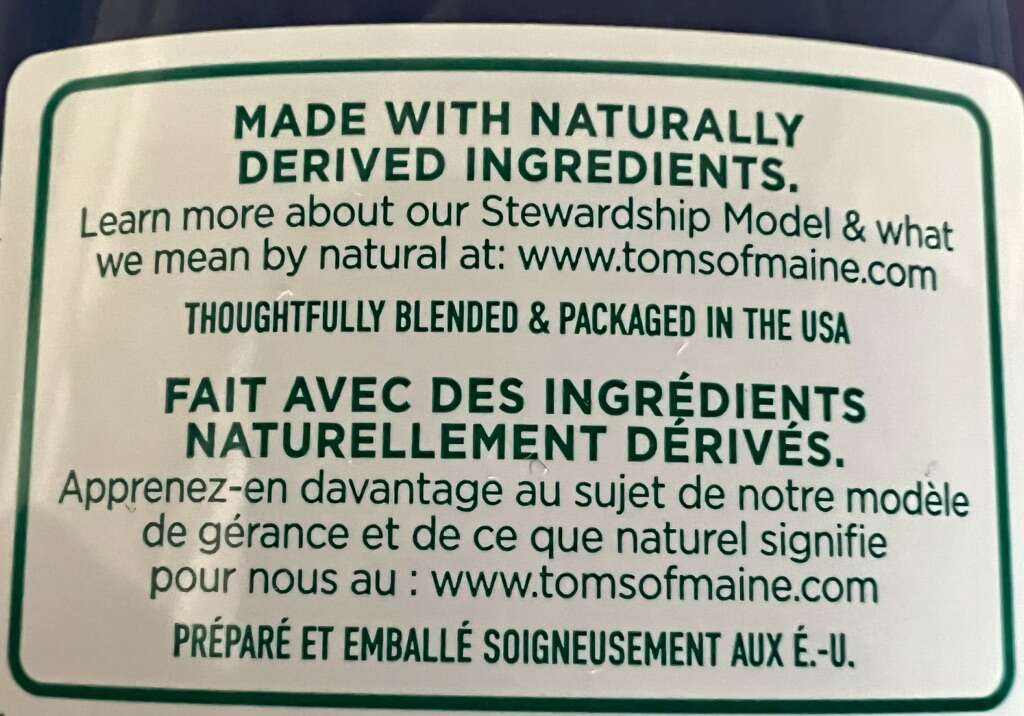 MADE WITH NATURALLY
DERIVED INGREDIENTS.
Learn more about our Stewardship Model & what
we mean by natural at: www.tomsofmaine.com
THOUGHTFULLY BLENDED & PACKAGED IN THE USA
FAIT AVEC DES INGRÉDIENTS
NATURELLEMENT DÉRIVÉS.
Apprenez-en davantage au sujet de notre modèle
de gérance et de ce que naturel signifie
pour nous au : www.tomsofmaine.com
PRÉPARÉ ET EMBALLÉ SOIGNEUSEMENT AUX É.-U.